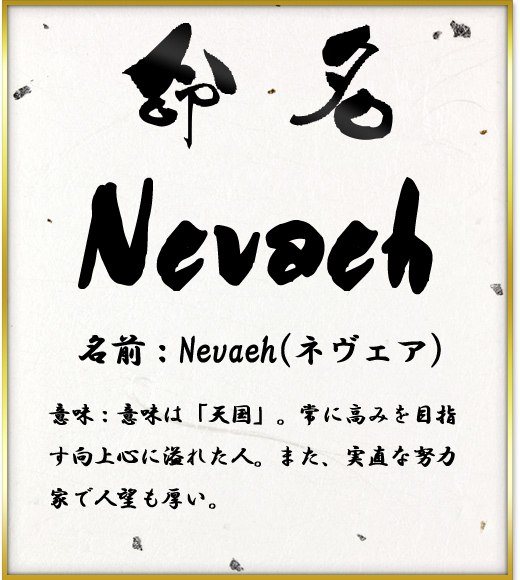 命名
Nevaeh
名前：Nevaeh(ネヴェア)
意味：意味は「天国」。常に高みを目指
す向上心に溢れた人。また、実直な努力
家で人望も厚い。